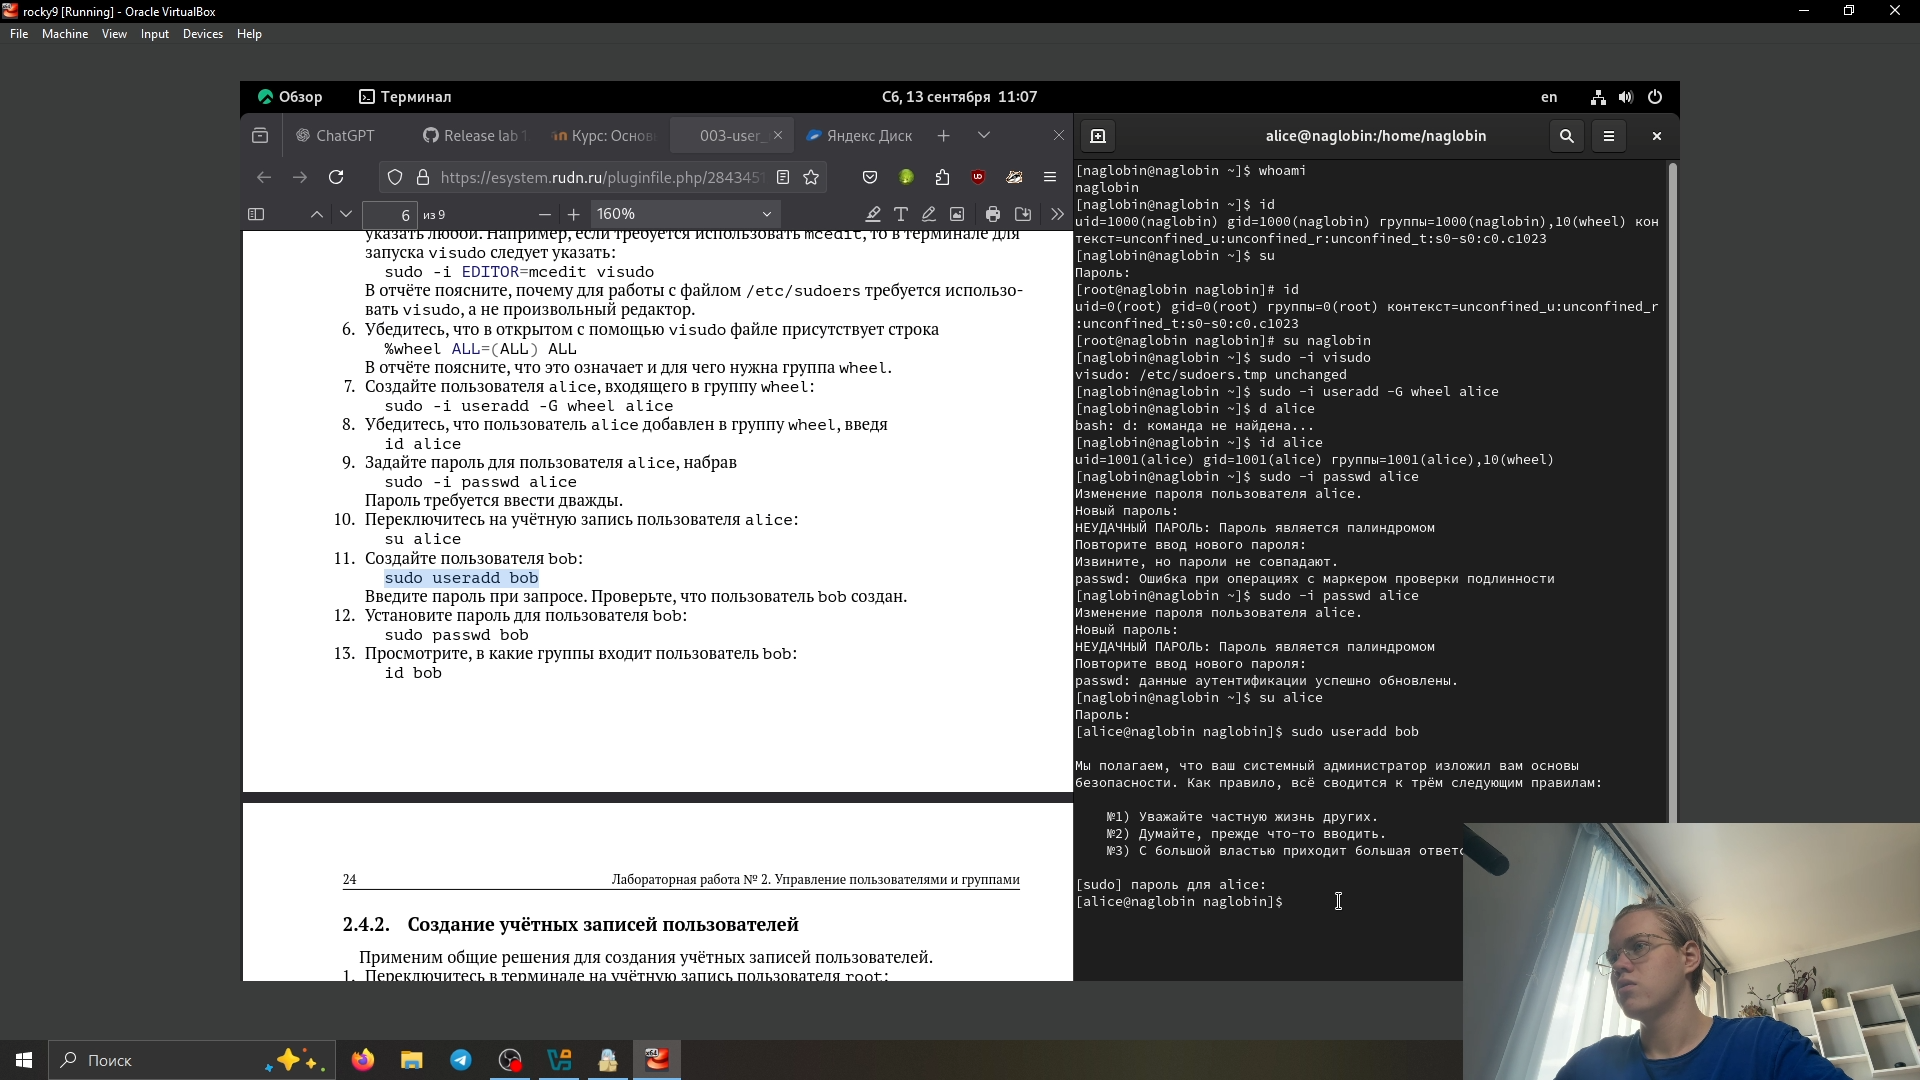 rocky9 [Running] - Oracle VirtualBox
File Machine View Input Devices Help
Обзор Терминал Сб, 13 сентября 11:07 en
ChatGPT Release lab 1 Курс: Основ 003-user_ Яндекс Диск
https://esystem.rudn.ru/pluginfile.php/2843451
6 из 9 160%
указать любой. Например, если требуется использовать mcedit, то в терминале для
запуска visudo следует указать:
sudo -i EDITOR=mcedit visudo
В отчёте поясните, почему для работы с файлом /etc/sudoers требуется использо-
вать visudo, а не произвольный редактор.
6. Убедитесь, что в открытом с помощью visudo файле присутствует строка
%wheel ALL=(ALL) ALL
В отчёте поясните, что это означает и для чего нужна группа wheel.
7. Создайте пользователя alice, входящего в группу wheel:
sudo -i useradd -G wheel alice
8. Убедитесь, что пользователь alice добавлен в группу wheel, введя
id alice
9. Задайте пароль для пользователя alice, набрав
sudo -i passwd alice
Пароль требуется ввести дважды.
10. Переключитесь на учётную запись пользователя alice:
su alice
11. Создайте пользователя bob:
sudo useradd bob
Введите пароль при запросе. Проверьте, что пользователь bob создан.
12. Установите пароль для пользователя bob:
sudo passwd bob
13. Просмотрите, в какие группы входит пользователь bob:
id bob
24 Лабораторная работа № 2. Управление пользователями и группами
2.4.2. Создание учётных записей пользователей
Применим общие решения для создания учётных записей пользователей.
1. Переключитесь в терминале на учётную запись пользователя root:
alice@naglobin:/home/naglobin
[naglobin@naglobin ~]$ whoami
naglobin
[naglobin@naglobin ~]$ id
uid=1000(naglobin) gid=1000(naglobin) группы=1000(naglobin),10(wheel) кон
текст=unconfined_u:unconfined_r:unconfined_t:s0-s0:c0.c1023
[naglobin@naglobin ~]$ su
Пароль:
[root@naglobin naglobin]# id
uid=0(root) gid=0(root) группы=0(root) контекст=unconfined_u:unconfined_r
:unconfined_t:s0-s0:c0.c1023
[root@naglobin naglobin]# su naglobin
[naglobin@naglobin ~]$ sudo -i visudo
visudo: /etc/sudoers.tmp unchanged
[naglobin@naglobin ~]$ sudo -i useradd -G wheel alice
[naglobin@naglobin ~]$ d alice
bash: d: команда не найдена...
[naglobin@naglobin ~]$ id alice
uid=1001(alice) gid=1001(alice) группы=1001(alice),10(wheel)
[naglobin@naglobin ~]$ sudo -i passwd alice
Изменение пароля пользователя alice.
Новый пароль:
НЕУДАЧНЫЙ ПАРОЛЬ: Пароль является палиндромом
Повторите ввод нового пароля:
Извините, но пароли не совпадают.
passwd: Ошибка при операциях с маркером проверки подлинности
[naglobin@naglobin ~]$ sudo -i passwd alice
Изменение пароля пользователя alice.
Новый пароль:
НЕУДАЧНЫЙ ПАРОЛЬ: Пароль является палиндромом
Повторите ввод нового пароля:
passwd: данные аутентификации успешно обновлены.
[naglobin@naglobin ~]$ su alice
Пароль:
[alice@naglobin naglobin]$ sudo useradd bob
Мы полагаем, что ваш системный администратор изложил вам основы
безопасности. Как правило, всё сводится к трём следующим правилам:
№1) Уважайте частную жизнь других.
№2) Думайте, прежде что-то вводить.
№3) С большой властью приходит большая ответс
[sudo] пароль для alice:
[alice@naglobin naglobin]$
Поиск